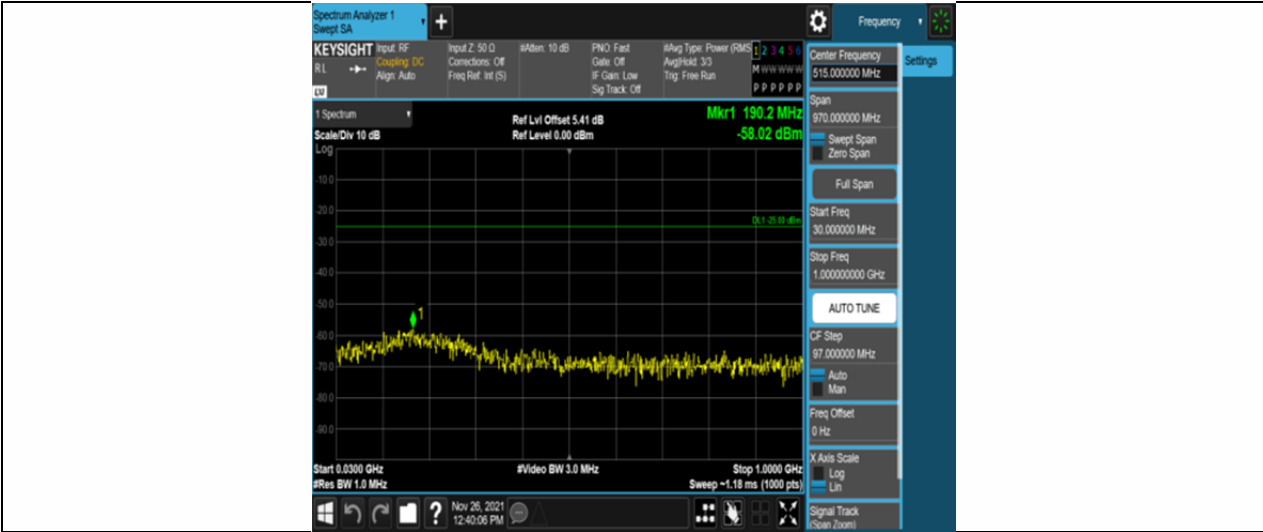 Spectrum Analyzer 1
Swept SA
+
Frequency
KEYSIGHT
Input: RF
Coupling: DC
Align: Auto
Input Z: 50 Ω
Corrections: Off
Freq Ref: Int (S)
#Atten: 10 dB
PNO: Fast
Gate: Off
IF Gain: Low
Sig Track: Off
#Avg Type: Power (RMS
Avg|Hold: 3/3
Trig: Free Run
1 2 3 4 5 6
M W W W W W
P P P P P P
R L
LV
Center Frequency
515.000000 MHz
Settings
1 Spectrum
Ref Lvl Offset 5.41 dB
Mkr1 190.2 MHz
Scale/Div 10 dB
Ref Level 0.00 dBm
-58.02 dBm
Log
-10.0
-20.0
-30.0
-40.0
-50.0
-60.0
-70.0
-80.0
-90.0
DL1 -25.00 dBm
1
Start 0.0300 GHz
#Video BW 3.0 MHz
Stop 1.0000 GHz
#Res BW 1.0 MHz
Sweep ~1.18 ms (1000 pts)
Span
970.000000 MHz
Swept Span
Zero Span
Full Span
Start Freq
30.000000 MHz
Stop Freq
1.000000000 GHz
AUTO TUNE
CF Step
97.000000 MHz
Auto
Man
Freq Offset
0 Hz
X Axis Scale
Log
Lin
Signal Track
(Span Zoom)
?
Nov 26, 2021
12:40:06 PM